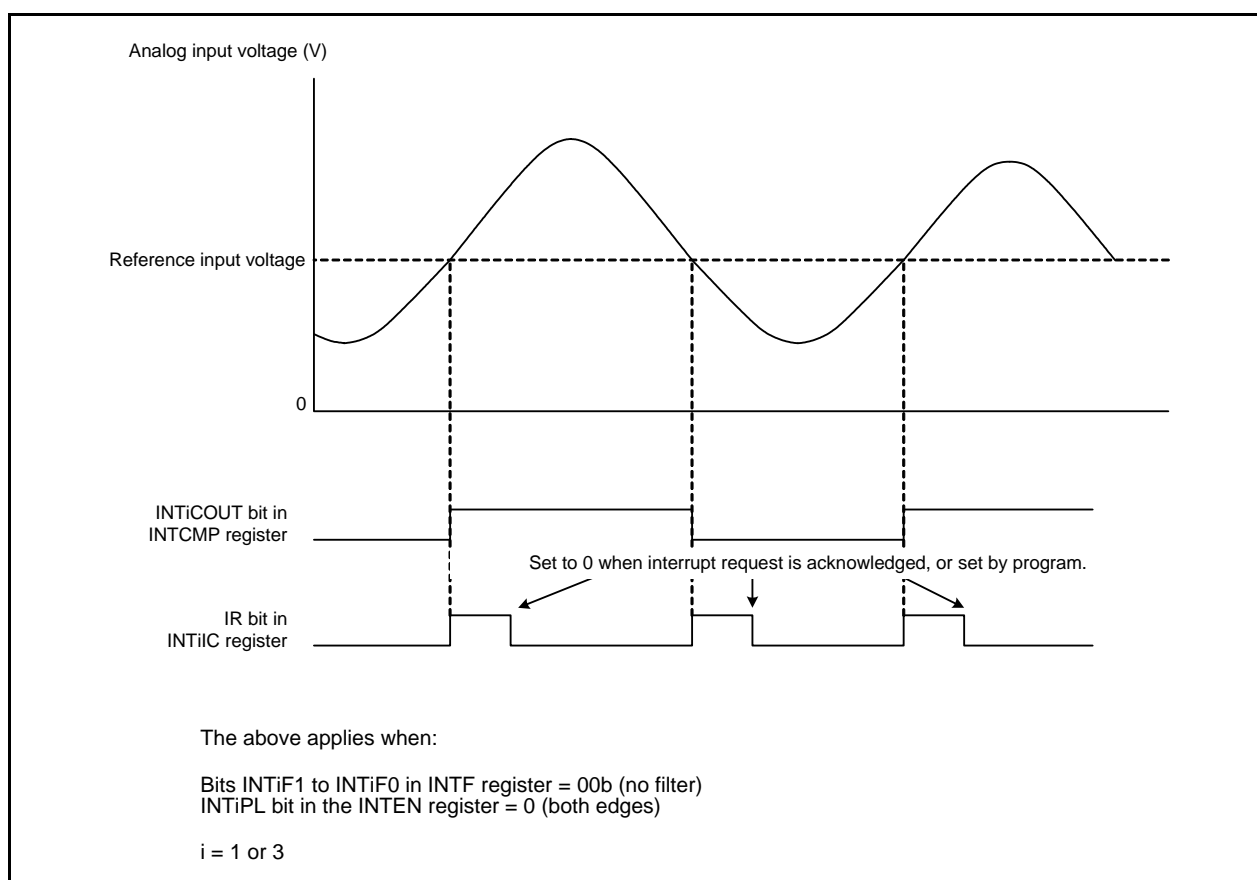 Analog input voltage (V)
Reference input voltage
0
INTiCOUT bit in
INTCMP register
Set to 0 when interrupt request is acknowledged, or set by program.
IR bit in
INTiIC register
The above applies when:
Bits INTiF1 to INTiF0 in INTF register = 00b (no filter)
INTiPL bit in the INTEN register = 0 (both edges)
i = 1 or 3